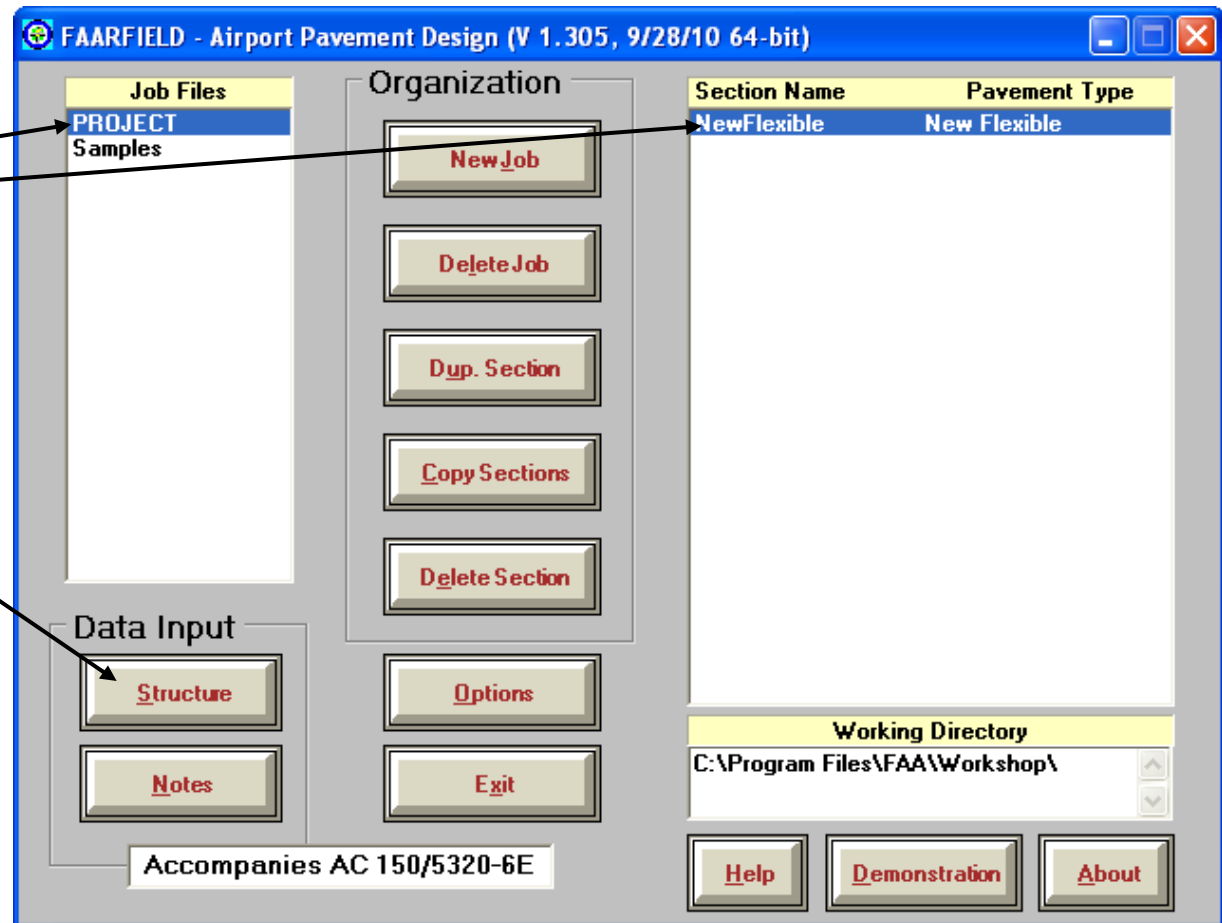 FAARFIELD - Airport Pavement Design (V 1.305, 9/28/10 64-bit)
Job Files
PROJECT
Samples
Organization
New Job
Delete Job
Dup. Section
Copy Sections
Delete Section
Section Name Pavement Type
NewFlexible New Flexible
Data Input
Structure
Notes
Options
Exit
Working Directory
C:\Program Files\FAA\Workshop\
Accompanies AC 150/5320-6E
Help
Demonstration
About